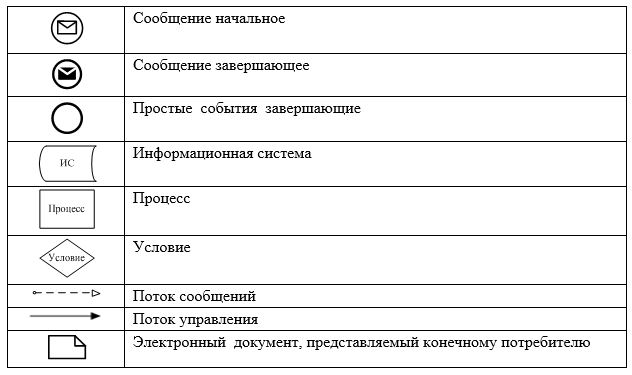 Сообщение начальное
Сообщение завершающее
Простые события завершающие
ИС
Информационная система
Процесс
Процесс
Условие
Условие
Поток сообщений
Поток управления
Электронный документ, представляемый конечному потребителю